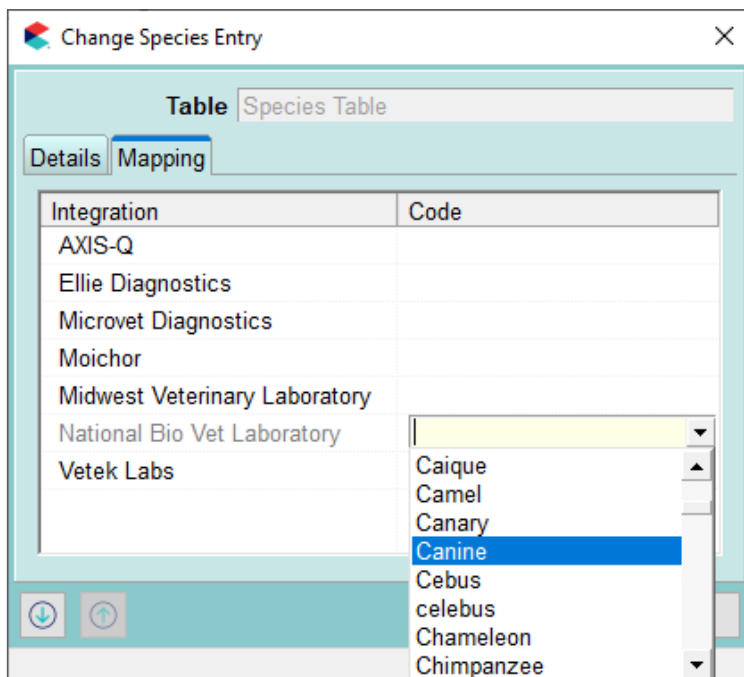 Change Species Entry
Table Species Table
Details Mapping
Integration Code
AXIS-Q
Ellie Diagnostics
Microvet Diagnostics
Moichor
Midwest Veterinary Laboratory
National Bio Vet Laboratory
Vetek Labs
Caique
Camel
Canary
Canine
Cebus
celebus
Chameleon
Chimpanzee